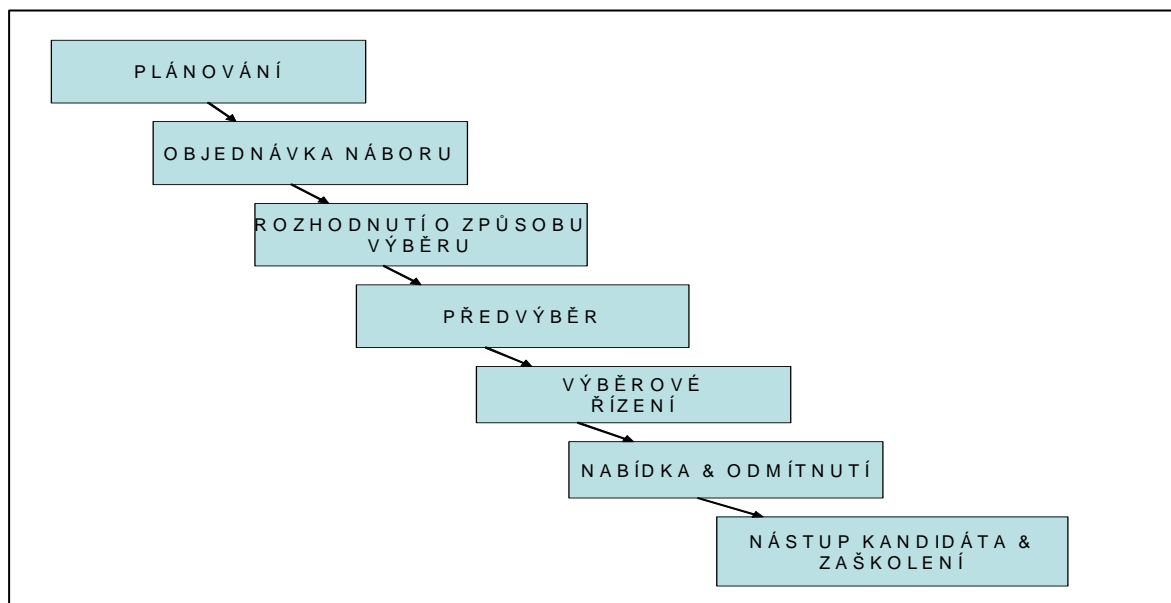 PLÁNOVÁNÍ
OBJEDNÁVKA NÁBORU
ROZHODNUTÍ O ZPŮSOBU
VÝBĚRU
PŘEDVÝBĚR
VÝBĚROVÉ
ŘÍZENÍ
NABÍDKA & ODMÍTNUTÍ
NÁSTUP KANDIDÁTA &
ZAŠKOLENÍ